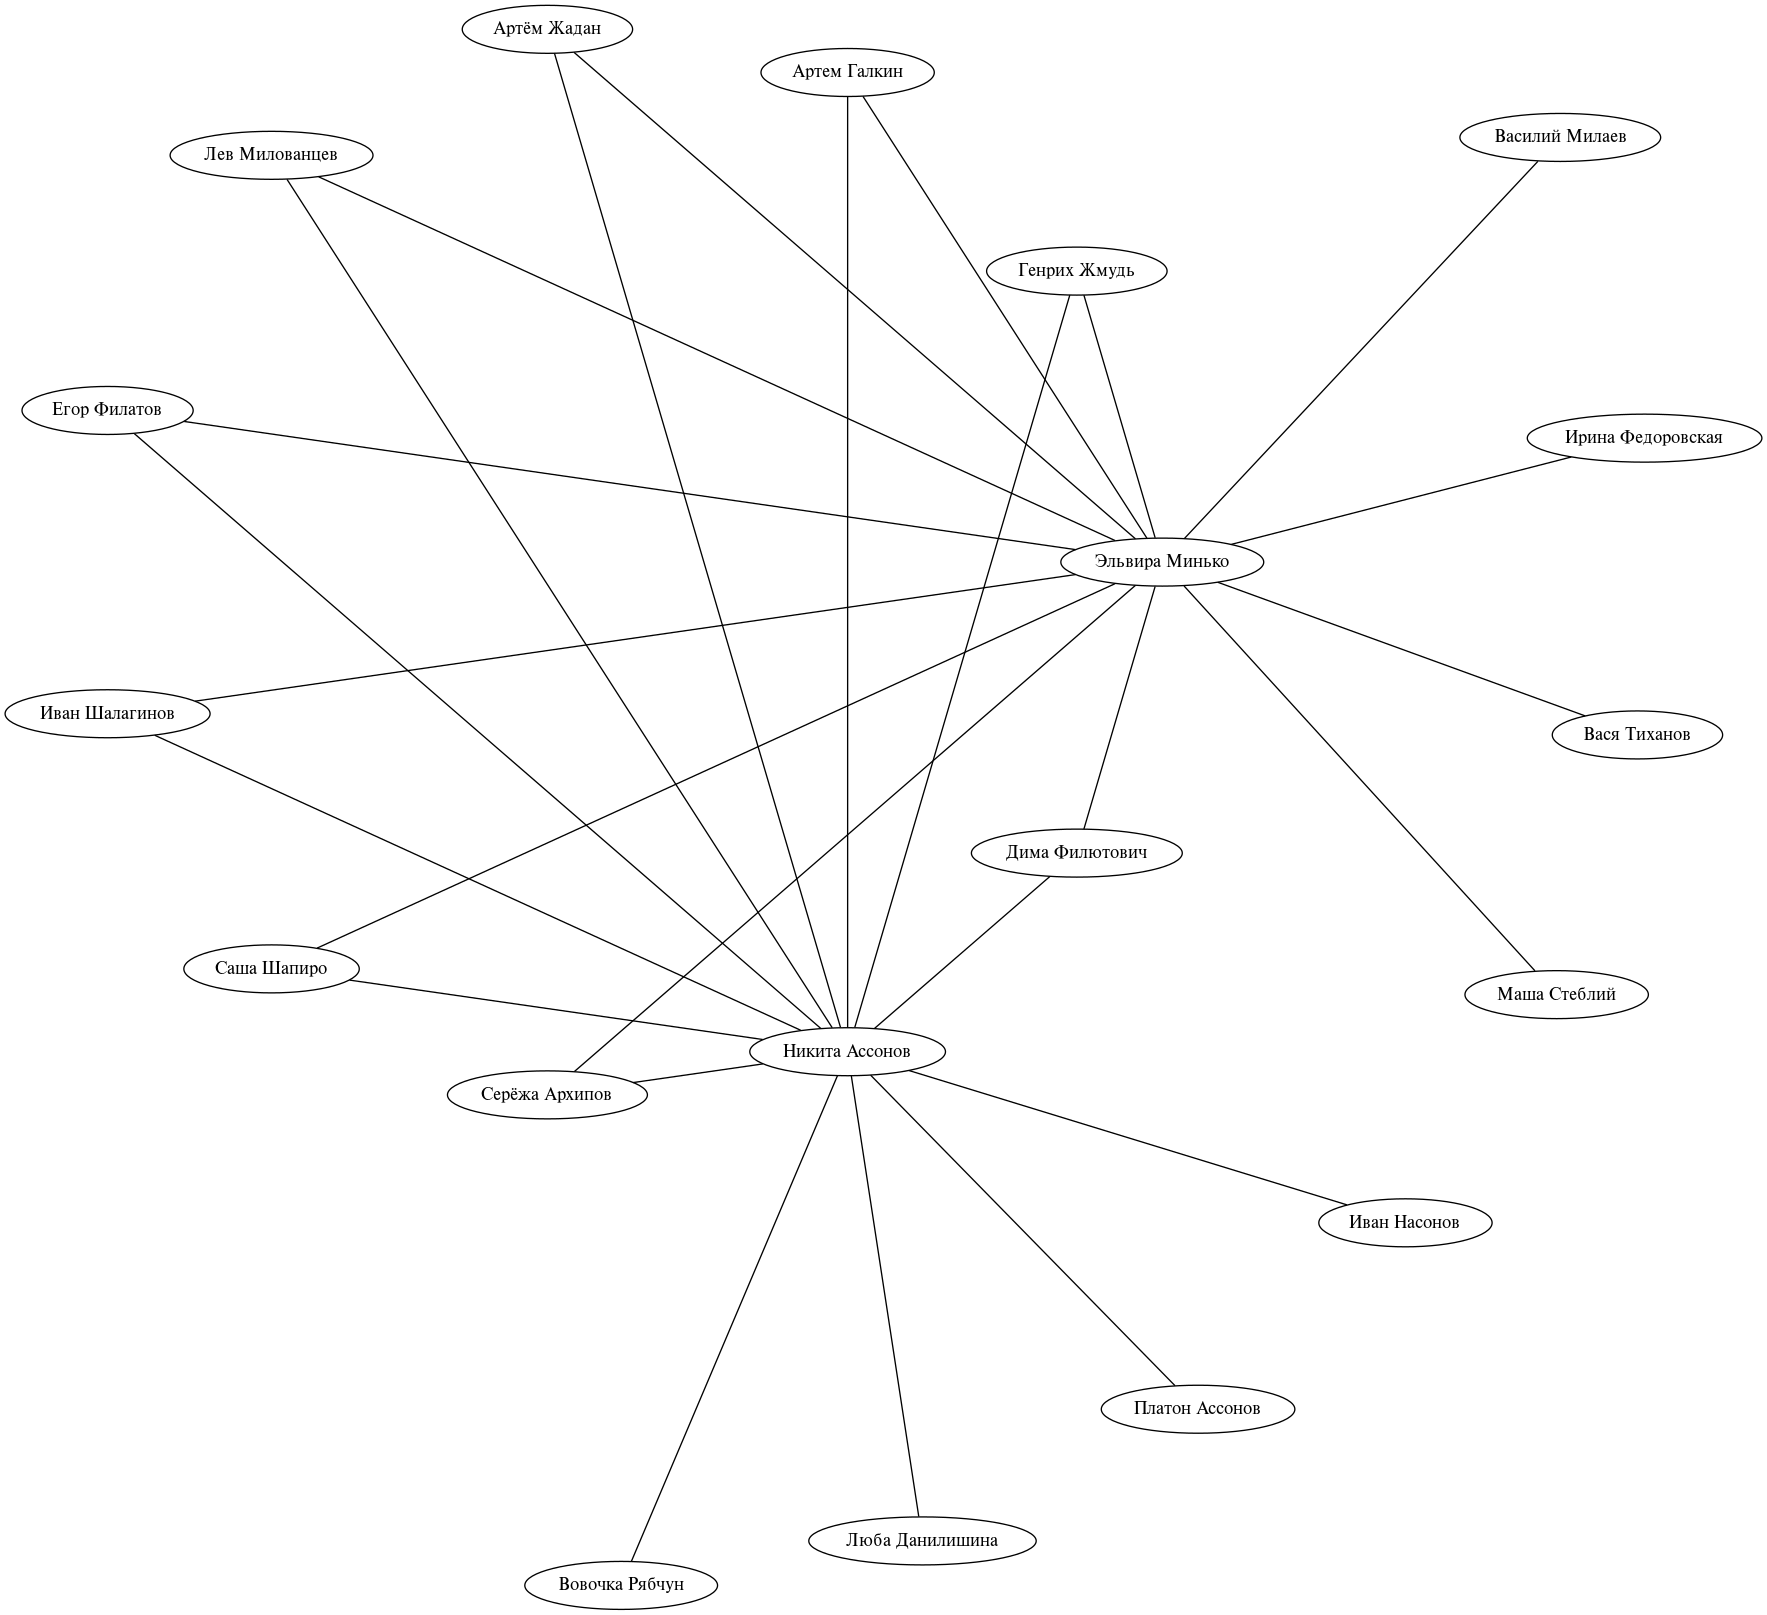 Артём Жадан
Артем Галкин
Василий Милаев
Лев Милованцев
Генрих Жмудь
Егор Филатов
Ирина Федоровская
Эльвира Минько
Иван Шалагинов
Вася Тиханов
Дима Филютович
Саша Шапиро
Маша Стеблий
Никита Ассонов
Серёжа Архипов
Иван Насонов
Платон Ассонов
Люба Данилишина
Вовочка Рябчун